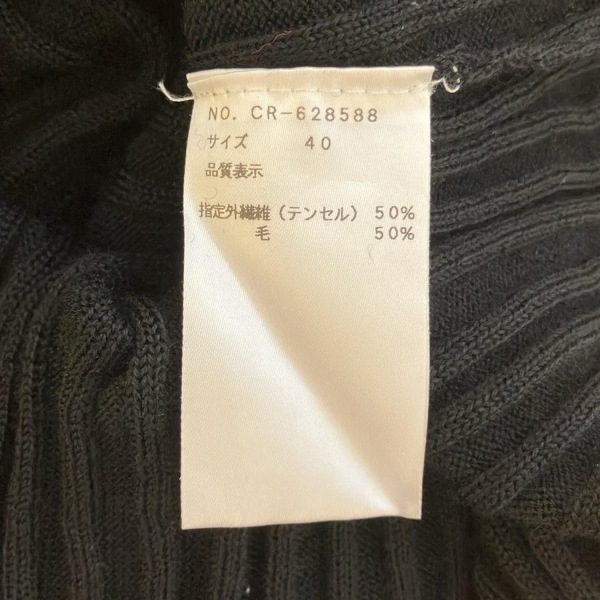 NO. CR-628588
サイズ 40
品質表示
指定外繊維（テンセル） 50%
毛 50%